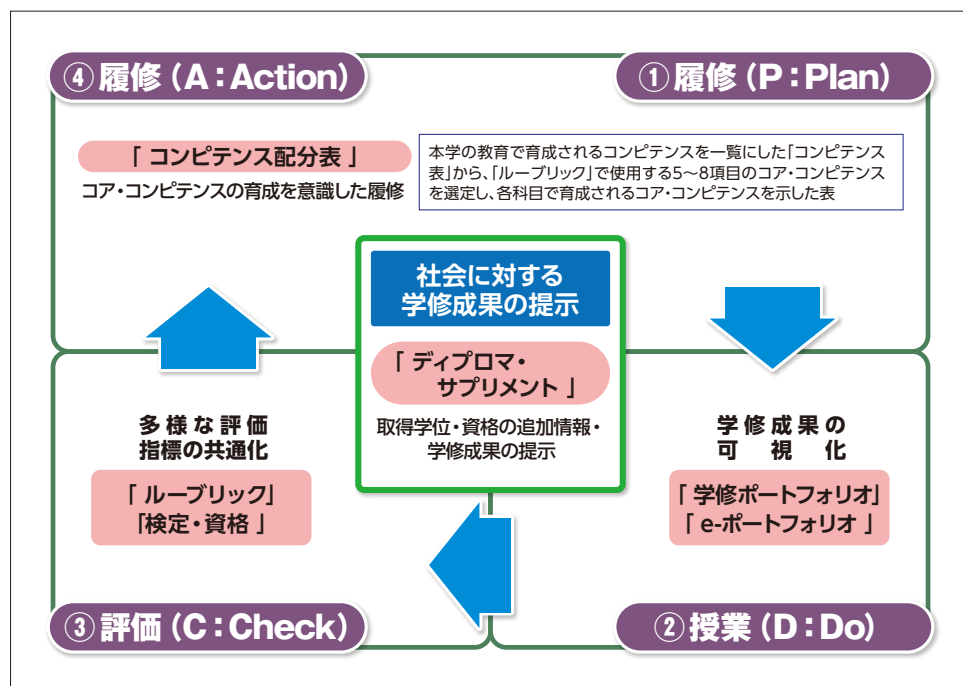 ④履修（A：Action）
①履修（P：Plan）
「 コンピテンス配分表 」
コア・コンピテンスの育成を意識した履修
本学の教育で育成されるコンピテンスを一覧にした「コンピテンス
表」から、「ルーブリック」で使用する5～8項目のコア・コンピテンス
を選定し、各科目で育成されるコア・コンピテンスを示した表
社会に対する
学修成果の提示
「 ディプロマ・
サプリメント 」
取得学位・資格の追加情報・
学修成果の提示
多様な評価
指標の共通化
「 ルーブリック」
「検定・資格 」
学修成果の
可視化
「 学修ポートフォリオ」
「 e-ポートフォリオ 」
③評価（C：Check）
②授業（D：Do）